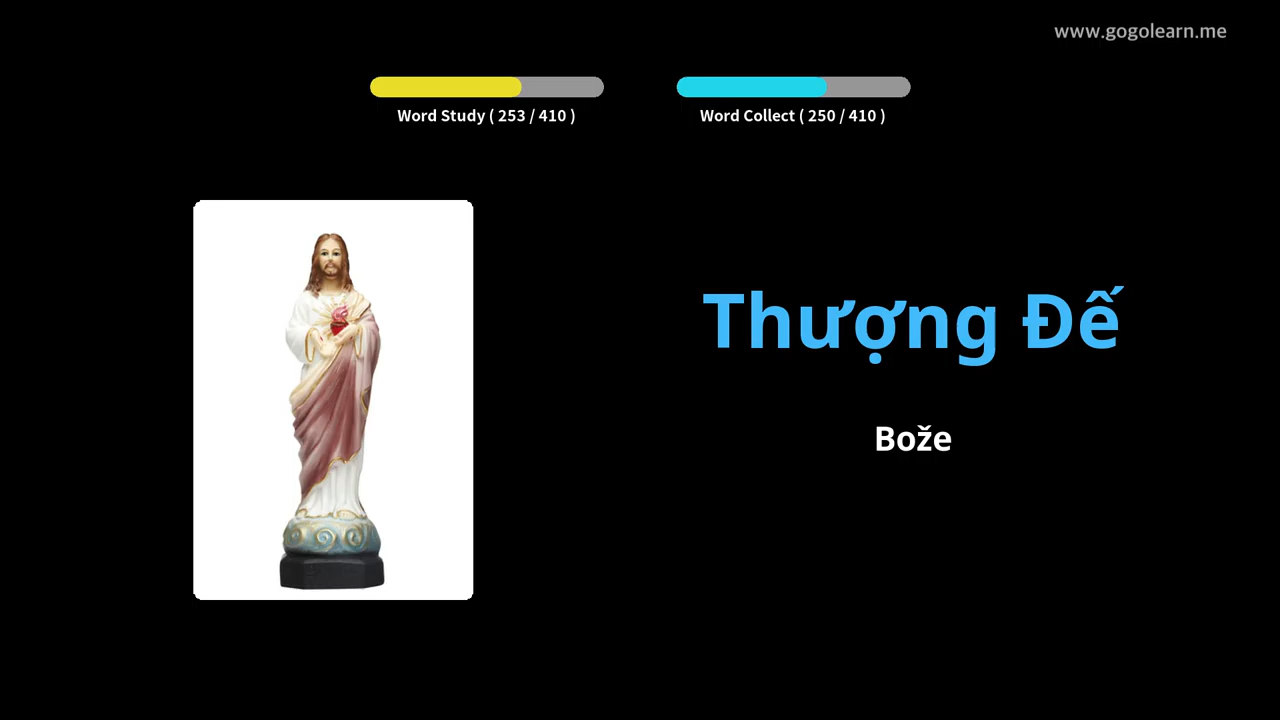 www.gogolearn.me
Word Study ( 253 / 410 )
Word Collect ( 250 / 410 )
Thượng Đế
Bože